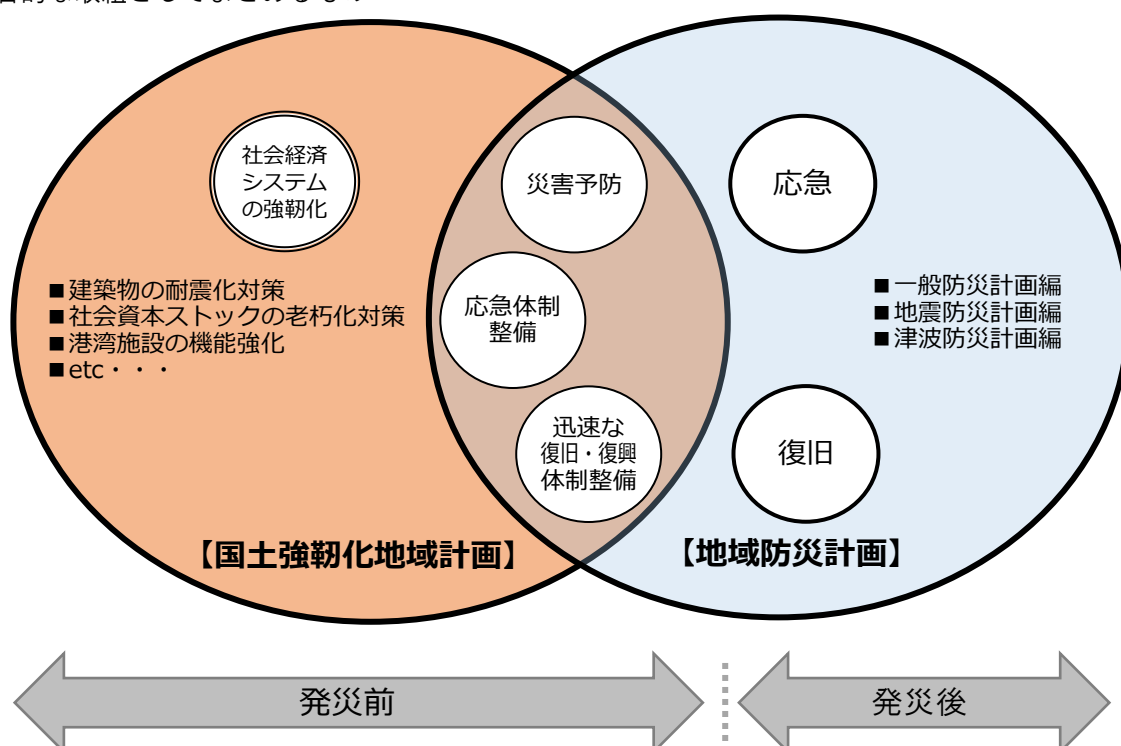 社会経済
システム
の強靭化
災害予防
応急
■建築物の耐震化対策
■社会資本ストックの老朽化対策
■港湾施設の機能強化
■etc・・・
応急体制
整備
■一般防災計画編
■地震防災計画編
■津波防災計画編
迅速な
復旧・復興
体制整備
復旧
【国土強靭化地域計画】
【地域防災計画】
発災前
発災後